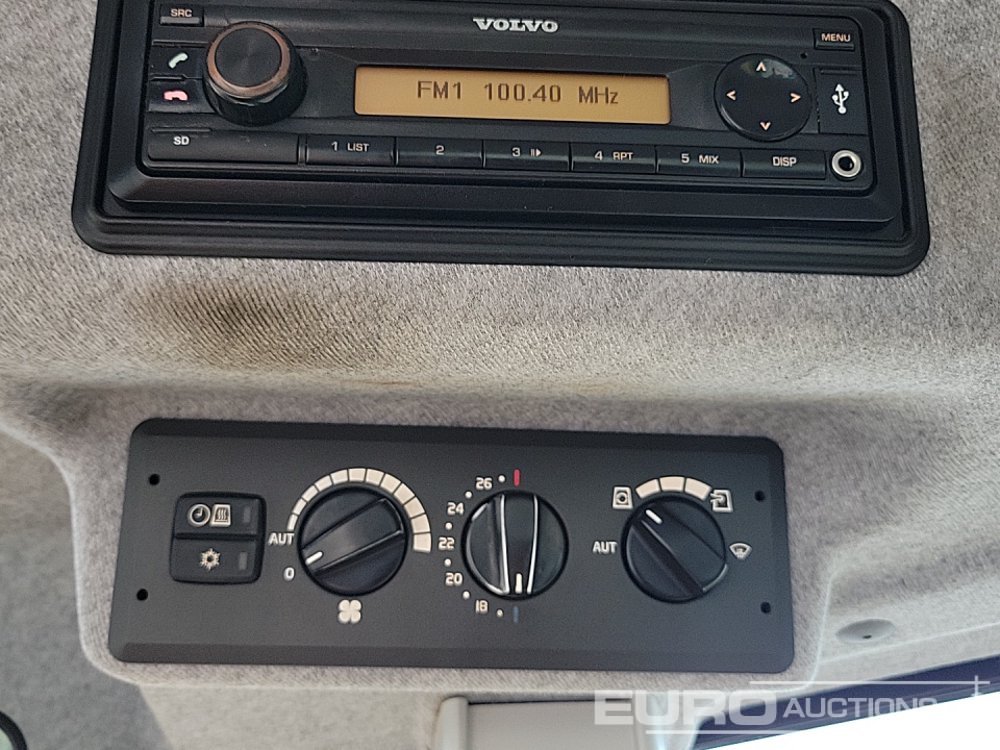 SRC
VOLVO
MENU
FM1 100.40 MHz
SD
1 LIST
2
3
4 RPT
5 MIX
DISP
26
24
22
20
18
AUT
0
AUT
EURO AUCTIONS